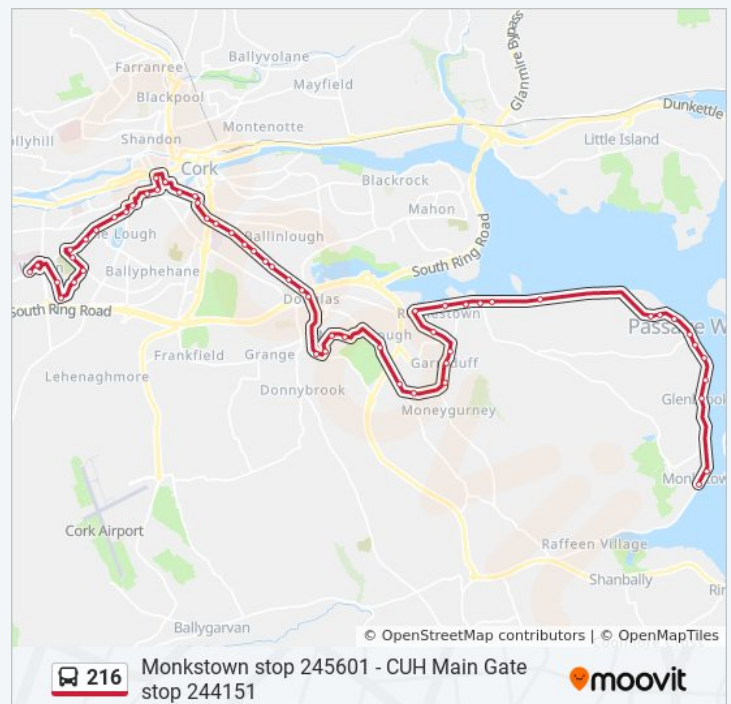 Ballyvolane
Farranree
Mayfield
Blackpool
Glanmire Bypass
Dunkettle
Montenotte
ollyhill
Shandon
Little Island
Cork
Blackrock
Mahon
The Lough
Ballinlough
Ballyphehane
South Ring Road
South Ring Road
Douglas
Passage W
Frankfield
Grange
Lehenaghmore
Donnybrook
Moneygurney
Cork Airport
Raffeen Village
Shanbally
Ballygarvan
© OpenStreetMap contributors | © OpenMapTiles
216
Monkstown stop 245601 - CUH Main Gate
stop 244151
moovit